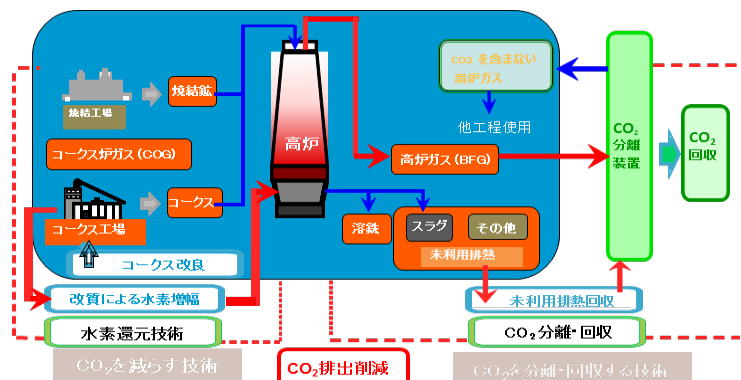 焼結工場
焼結鉱
コークス炉ガス(COG)
コークス工場
コークス
コークス改良
改質による水素増幅
水素還元技術
CO2を減らす技術
高炉
高炉ガス(BFG)
溶銑
スラグ
その他
未利用排熱
CO2 を含まない
高炉ガス
他工程使用
CO2
分離
装置
CO2
回収
未利用排熱回収
CO2分離・回収
CO2を分離・回収する技術
CO2排出削減